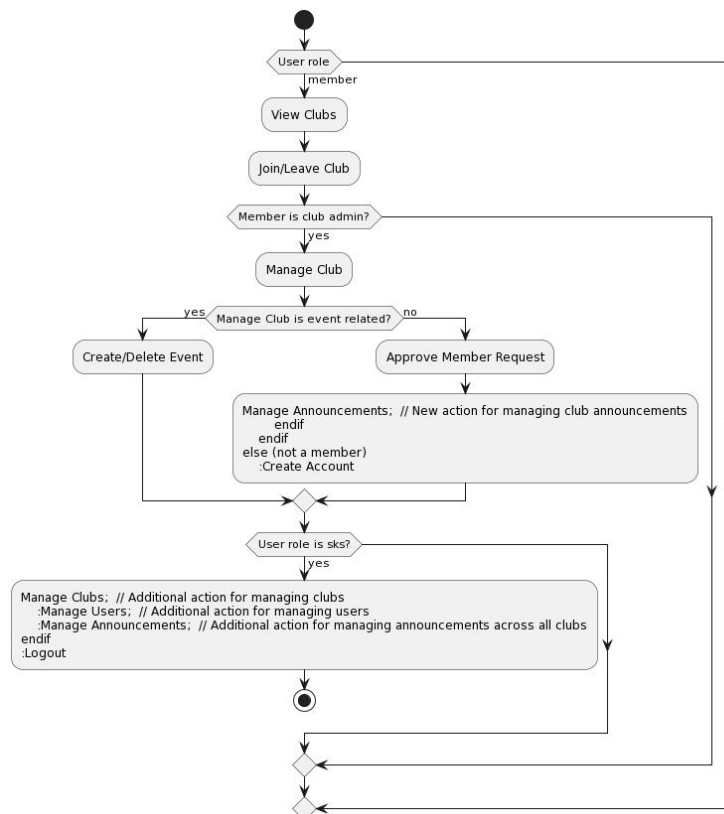 User role
member
View Clubs
Join/Leave Club
Member is club admin?
yes
Manage Club
yes
Manage Club is event related?
no
Create/Delete Event
Approve Member Request
Manage Announcements;  // New action for managing club announcements
endif
endif
else (not a member)
:Create Account
User role is sks?
yes
Manage Clubs;  // Additional action for managing clubs
:Manage Users;  // Additional action for managing users
:Manage Announcements;  // Additional action for managing announcements across all clubs
endif
:Logout